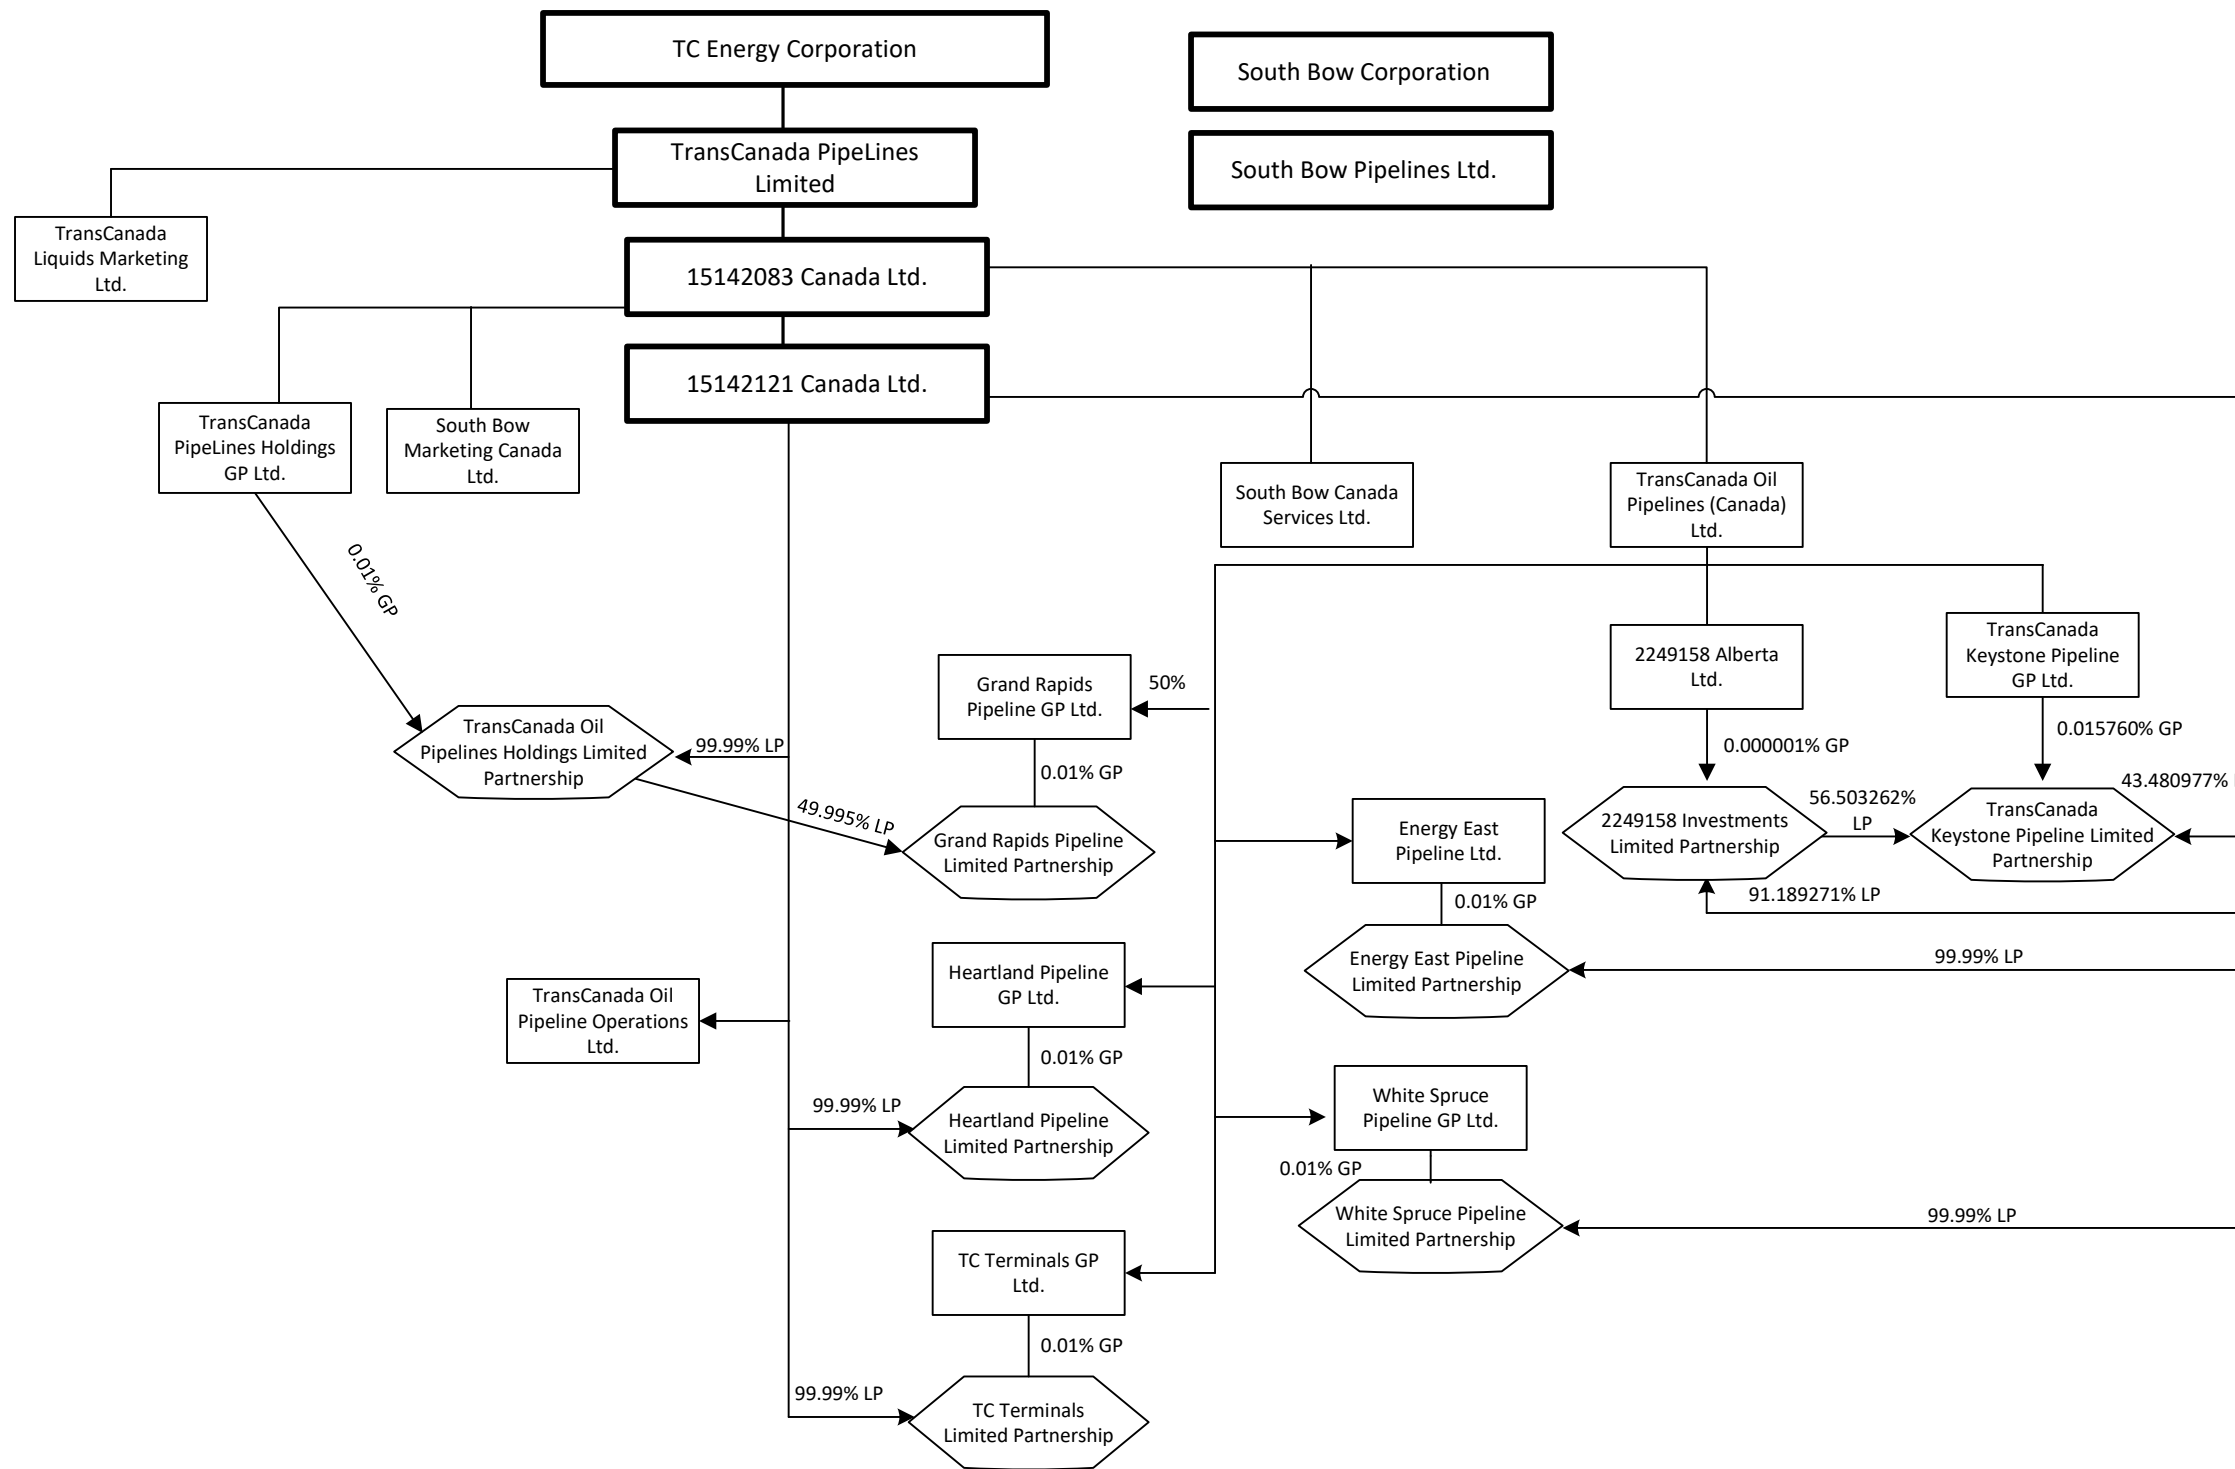 TC Energy Corporation
South Bow Corporation
TransCanada PipeLines
Limited
South Bow Pipelines Ltd.
TransCanada
Liquids Marketing
Ltd.
15142083 Canada Ltd.
15142121 Canada Ltd.
TransCanada
PipeLines Holdings
GP Ltd.
South Bow
Marketing Canada
Ltd.
South Bow Canada
Services Ltd.
TransCanada Oil
Pipelines (Canada)
Ltd.
0.01% GP
Grand Rapids
Pipeline GP Ltd.
50%
2249158 Alberta
Ltd.
TransCanada
Keystone Pipeline
GP Ltd.
TransCanada Oil
Pipelines Holdings Limited
Partnership
99.99% LP
0.01% GP
0.000001% GP
0.015760% GP
49.995% LP
Grand Rapids Pipeline
Limited Partnership
Energy East
Pipeline Ltd.
2249158 Investments
Limited Partnership
56.503262%
LP
TransCanada
Keystone Pipeline Limited
Partnership
43.480977%
0.01% GP
91.189271% LP
Energy East Pipeline
Limited Partnership
99.99% LP
TransCanada Oil
Pipeline Operations
Ltd.
Heartland Pipeline
GP Ltd.
0.01% GP
99.99% LP
Heartland Pipeline
Limited Partnership
White Spruce
Pipeline GP Ltd.
0.01% GP
White Spruce Pipeline
Limited Partnership
99.99% LP
TC Terminals GP
Ltd.
0.01% GP
99.99% LP
TC Terminals
Limited Partnership